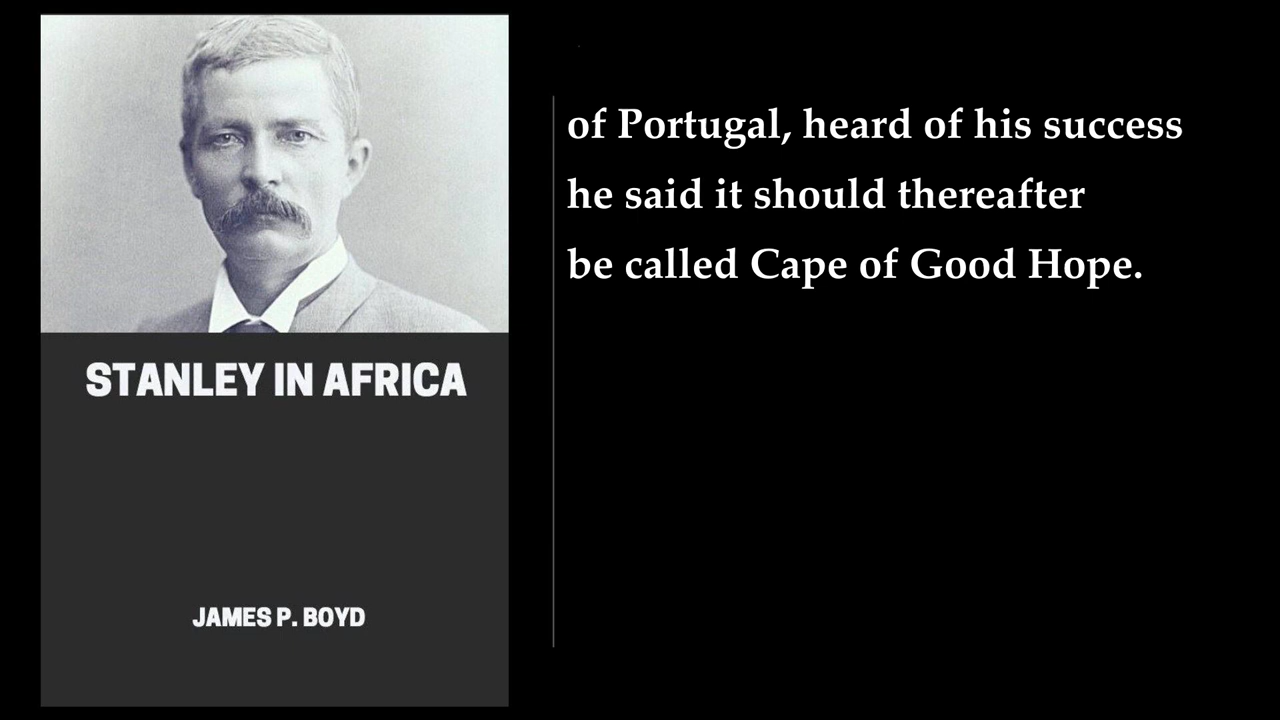 STANLEY IN AFRICA
JAMES P. BOYD
of Portugal, heard of his success
he said it should thereafter
be called Cape of Good Hope.